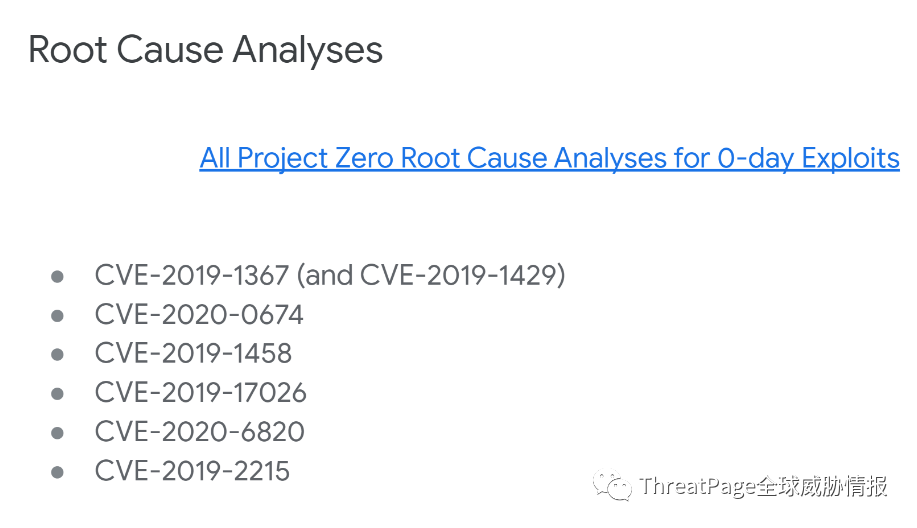 Root Cause Analyses
All Project Zero Root Cause Analyses for 0-day Exploits
● CVE-2019-1367 (and CVE-2019-1429)
● CVE-2020-0674
● CVE-2019-1458
● CVE-2019-17026
● CVE-2020-6820
● CVE-2019-2215
ThreatPage全球威胁情报